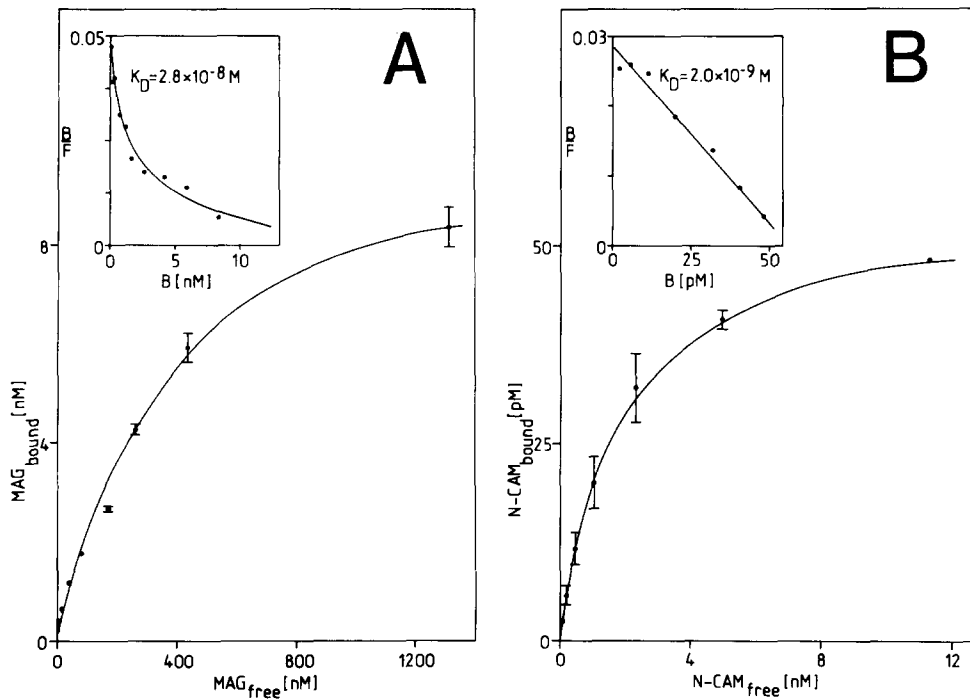 A
0.05
K_D=2.8×10⁻⁸ M
B/F
0
0 5 10
B [nM]
8
4
0
MAG_bound [nM]
0 400 800 1200
MAG_free [nM]
B
0.03
K_D=2.0×10⁻⁹ M
B/F
0
0 25 50
B [pM]
50
25
0
N-CAM_bound [pM]
0 4 8 12
N-CAM_free [nM]